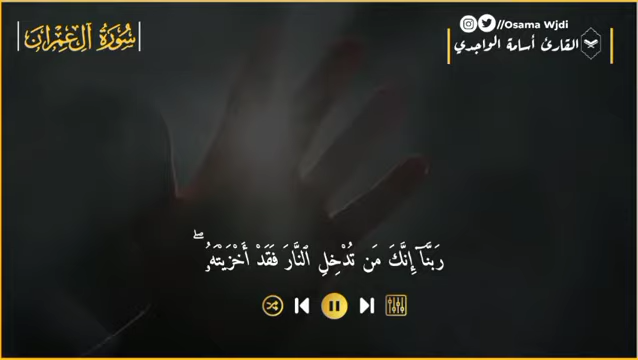 سُورَةُ آلِ عِمْرَان
//Osama Wjdi
القارئ أسامة الواجدي
رَبَّنَآ إِنَّكَ مَن تُدْخِلِ ٱلنَّارَ فَقَدْ أَخْزَيْتَهُۥ ۖ